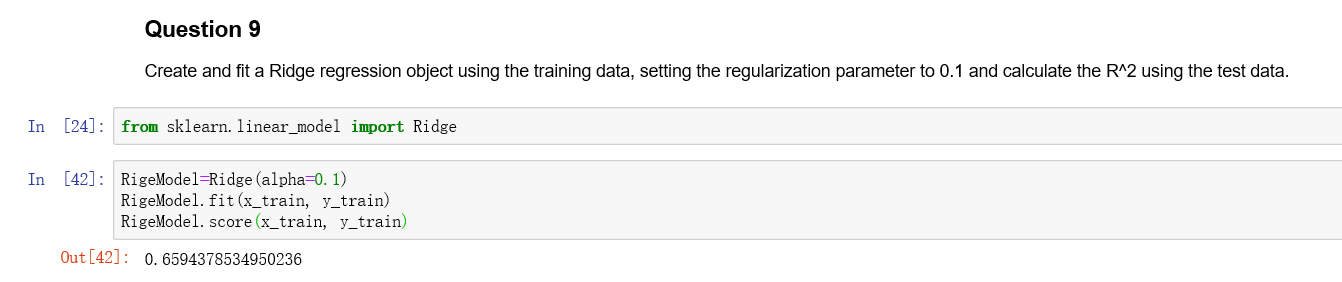 Question 9
Create and fit a Ridge regression object using the training data, setting the regularization parameter to 0.1 and calculate the R^2 using the test data.
In [24]: from sklearn.linear_model import Ridge
In [42]: RigeModel=Ridge(alpha=0.1)
RigeModel.fit(x_train, y_train)
RigeModel.score(x_train, y_train)
Out[42]: 0.6594378534950236